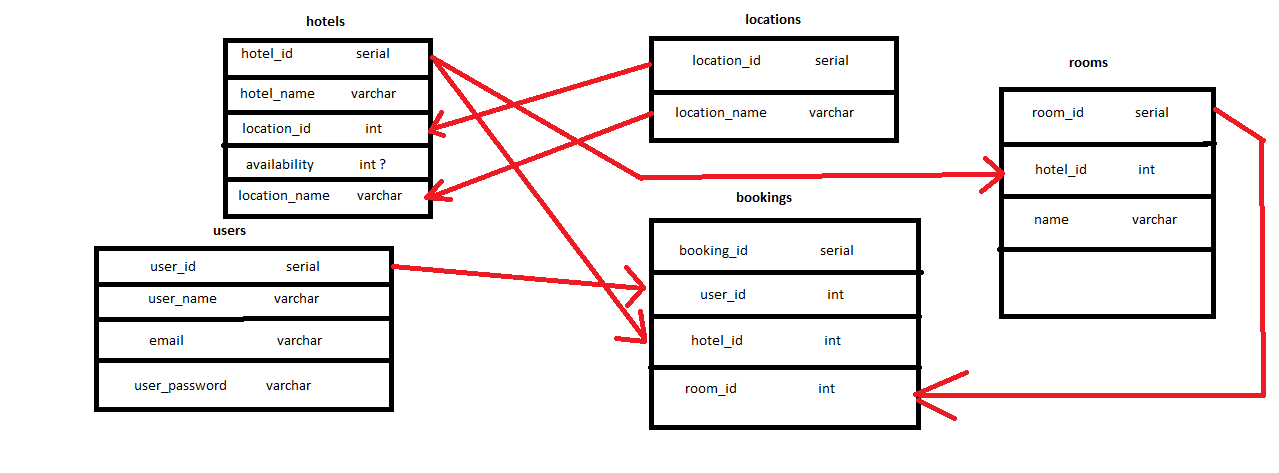 hotels
hotel_id serial
hotel_name varchar
location_id int
availability int ?
location_name varchar
locations
location_id serial
location_name varchar
rooms
room_id serial
hotel_id int
name varchar
users
user_id serial
user_name varchar
email varchar
user_password varchar
bookings
booking_id serial
user_id int
hotel_id int
room_id int